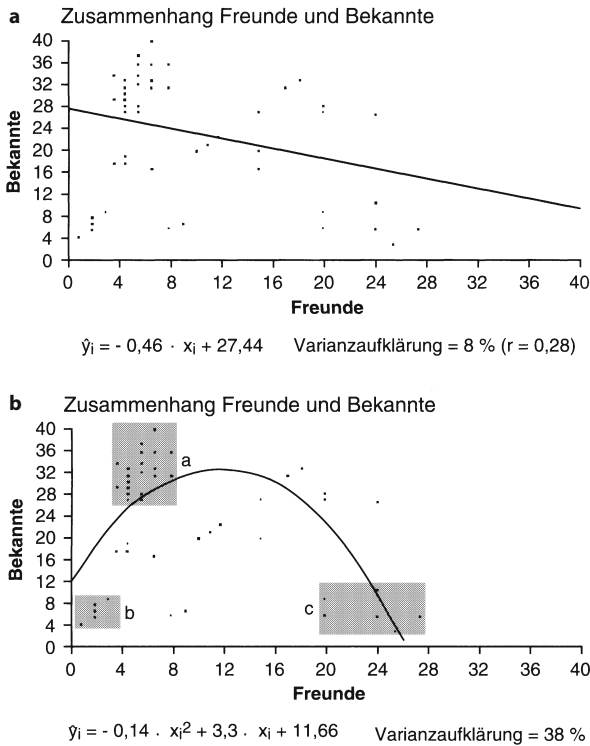 a Zusammenhang Freunde und Bekannte
40
36
32
28
24
20
16
12
8
4
0
Bekannte
0 4 8 12 16 20 24 28 32 36 40
Freunde
ŷi = - 0,46 · xi + 27,44 Varianzaufklärung = 8 % (r = 0,28)
b Zusammenhang Freunde und Bekannte
40
36
32
28
24
20
16
12
8
4
0
Bekannte
a
b
c
0 4 8 12 16 20 24 28 32 36 40
Freunde
ŷi = - 0,14 · xi² + 3,3 · xi + 11,66 Varianzaufklärung = 38 %